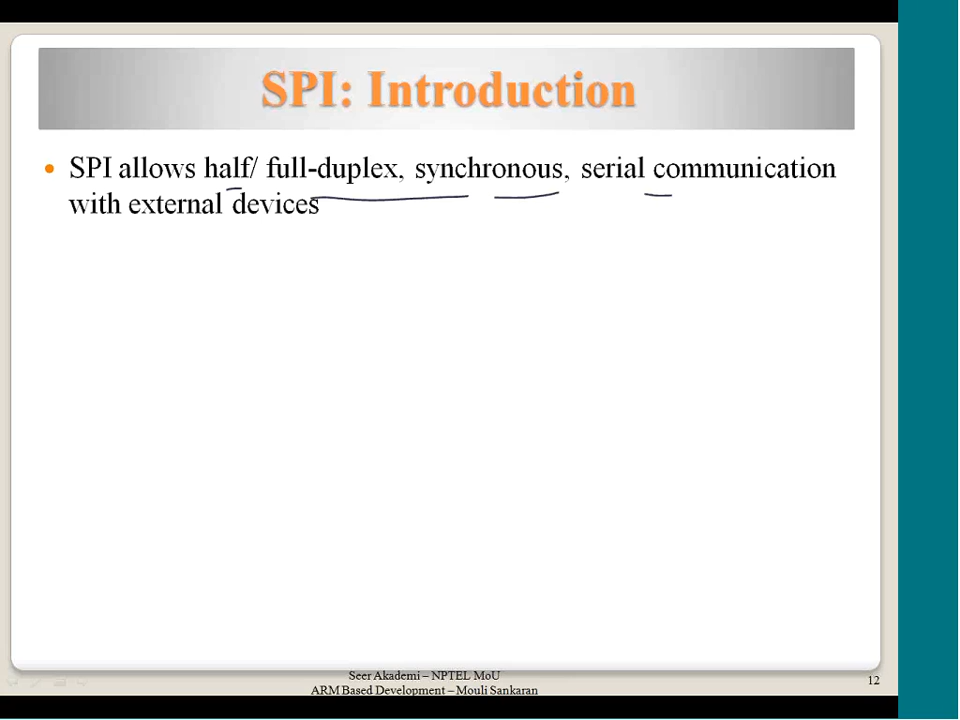 SPI: Introduction
• SPI allows half/ full-duplex, synchronous, serial communication
with external devices
Seer Akademi – NPTEL MoU
ARM Based Development – Mouli Sankaran
12